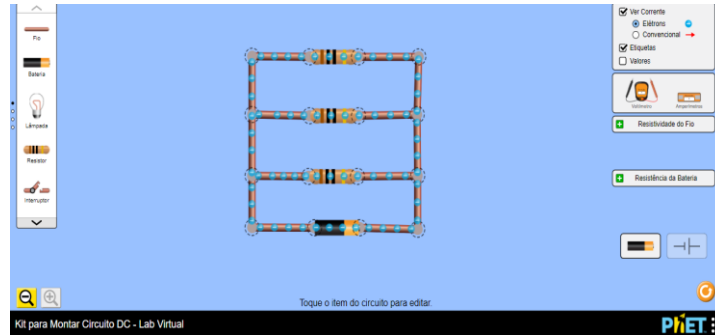 Fio
Bateria
Lâmpada
Resistor
Interruptor
Ver Corrente
Elétrons
Convencional
Etiquetas
Valores
Voltímetro
Amperímetros
Resistividade do Fio
Resistência da Bateria
Toque o item do circuito para editar.
Kit para Montar Circuito DC - Lab Virtual
PhET